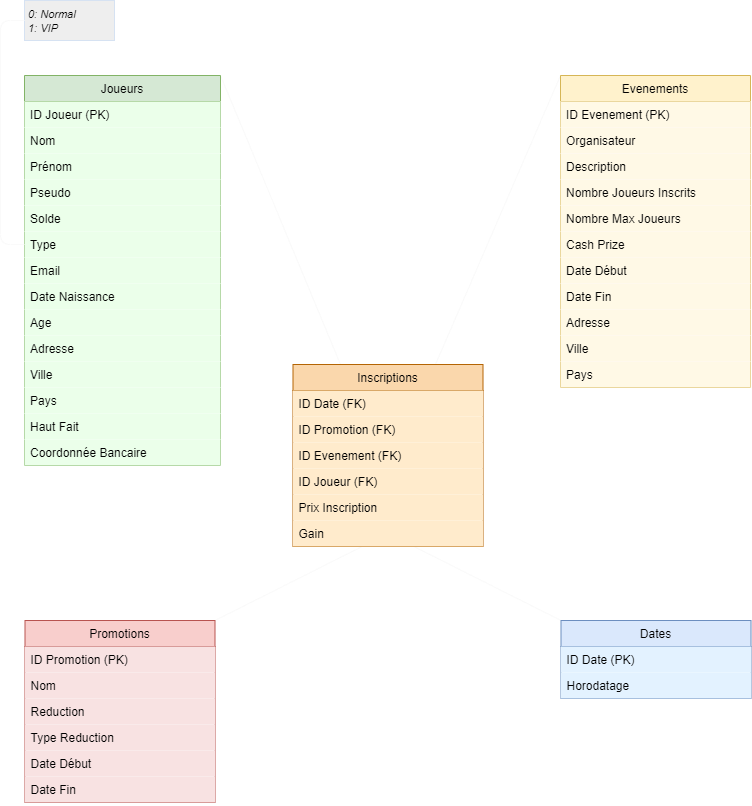 0: Normal
1: VIP
Joueurs
ID Joueur (PK)
Nom
Prénom
Pseudo
Solde
Type
Email
Date Naissance
Age
Adresse
Ville
Pays
Haut Fait
Coordonnée Bancaire
Evenements
ID Evenement (PK)
Organisateur
Description
Nombre Joueurs Inscrits
Nombre Max Joueurs
Cash Prize
Date Début
Date Fin
Adresse
Ville
Pays
Inscriptions
ID Date (FK)
ID Promotion (FK)
ID Evenement (FK)
ID Joueur (FK)
Prix Inscription
Gain
Promotions
ID Promotion (PK)
Nom
Reduction
Type Reduction
Date Début
Date Fin
Dates
ID Date (PK)
Horodatage